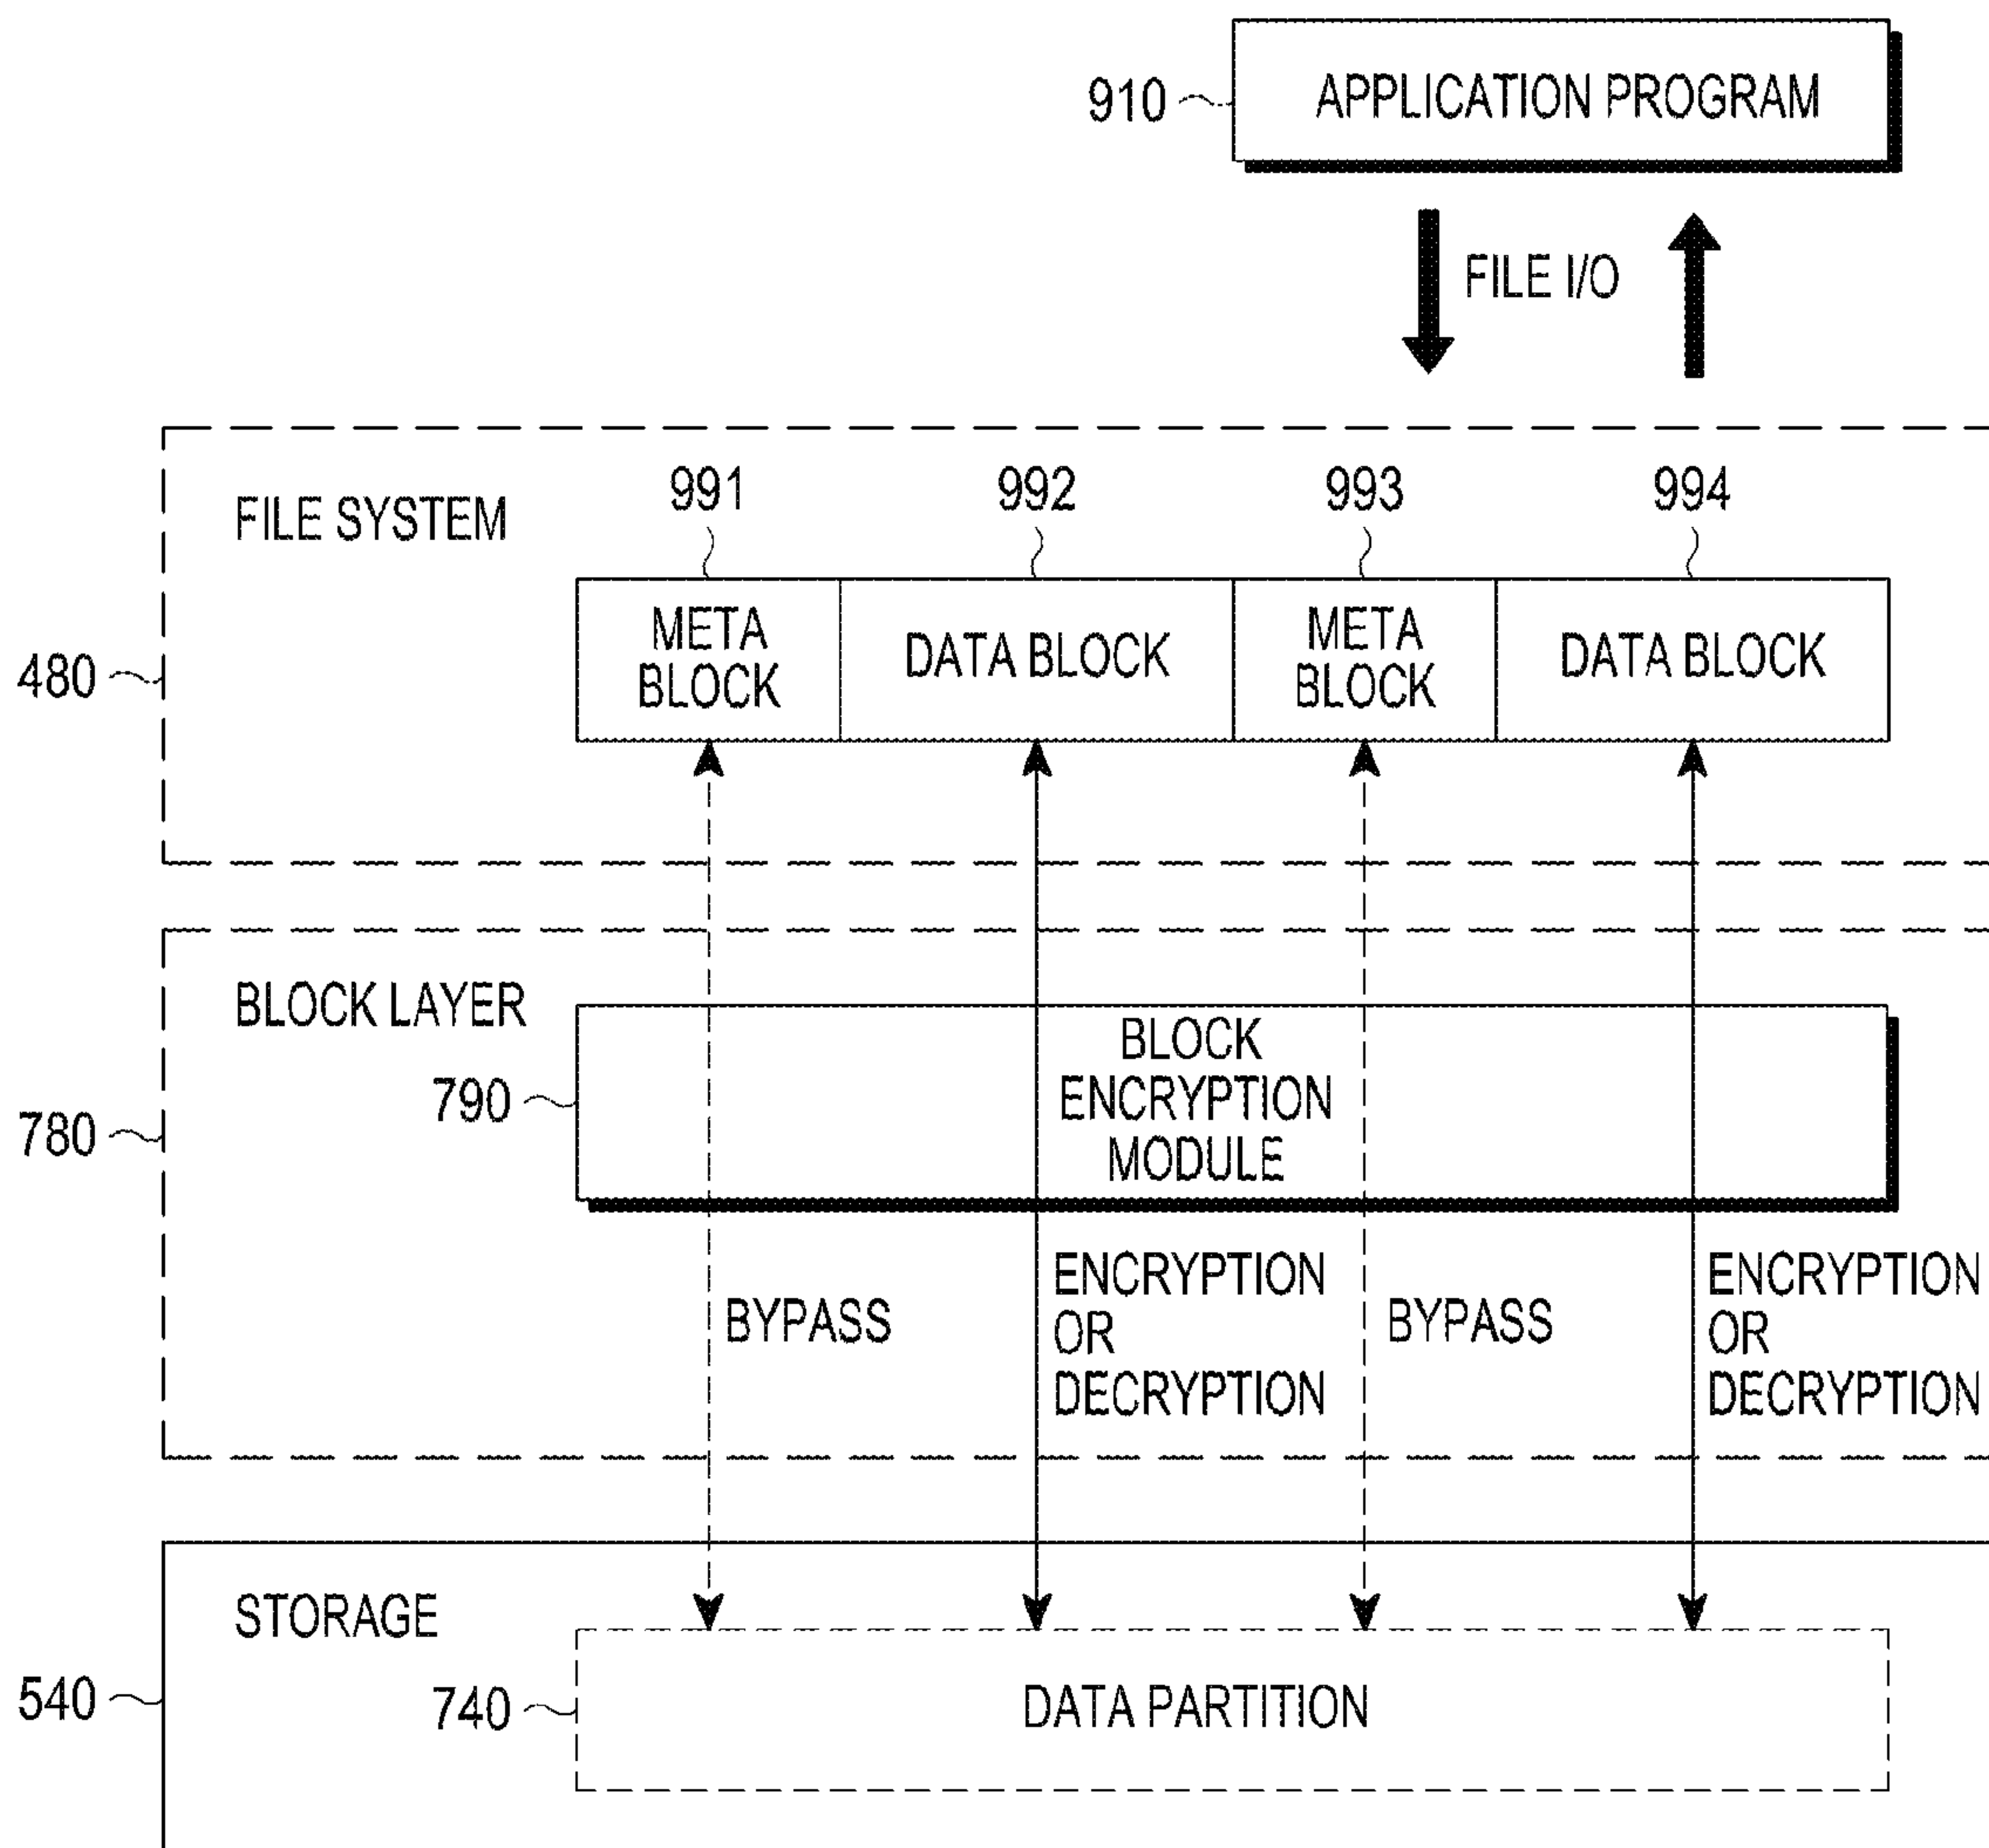 910
APPLICATION PROGRAM
FILE I/O
991
992
993
994
FILE SYSTEM
480
META
BLOCK
DATA BLOCK
META
BLOCK
DATA BLOCK
BLOCK LAYER
780
790
BLOCK
ENCRYPTION
MODULE
BYPASS
ENCRYPTION
OR
DECRYPTION
BYPASS
ENCRYPTION
OR
DECRYPTION
STORAGE
540
740
DATA PARTITION